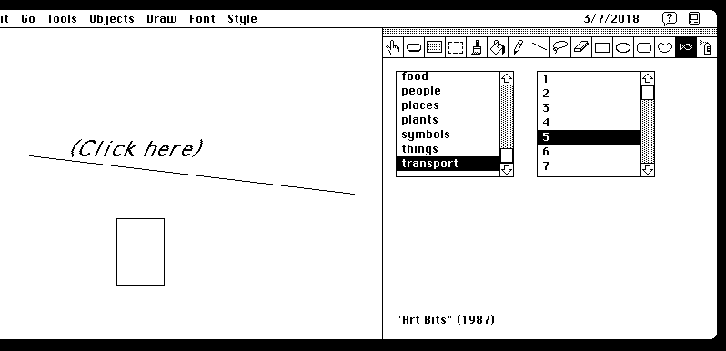 it Go Tools Objects Draw Font Style 3/7/2018
food
people
places
plants
symbols
things
transport
1
2
3
4
5
6
7
(Click here)
"Art Bits" (1987)